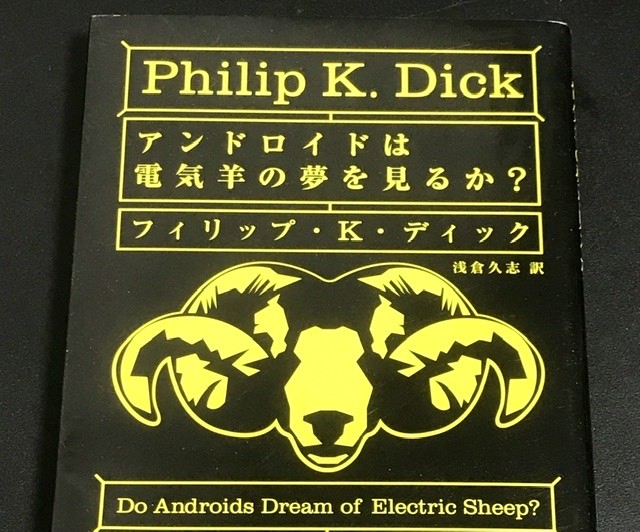 Philip K. Dick
アンドロイドは
電気羊の夢を見るか?
フィリップ・K・ディック
浅倉久志 訳
Do Androids Dream of Electric Sheep?